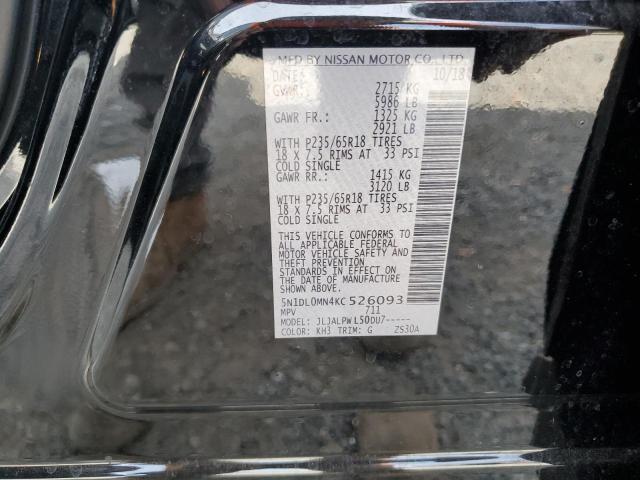 MFD BY NISSAN MOTOR CO., LTD.
DATE: 10/18
GVWR: 2715 KG
5986 LB
GAWR FR.: 1325 KG
2921 LB
WITH P235/65R18 TIRES
18 X 7.5 RIMS AT 33 PSI
COLD SINGLE
GAWR RR.: 1415 KG
3120 LB
WITH P235/65R18 TIRES
18 X 7.5 RIMS AT 33 PSI
COLD SINGLE
THIS VEHICLE CONFORMS TO
ALL APPLICABLE FEDERAL
MOTOR VEHICLE SAFETY
AND THEFT PREVENTION
STANDARDS IN EFFECT ON
THE DATE OF MANUFACTURE
SHOWN ABOVE.
5N1DL0MN4KC526093
MPV 711
MODEL: JLJALPW L50DU7-----
COLOR: KH3 TRIM: G ZS30A